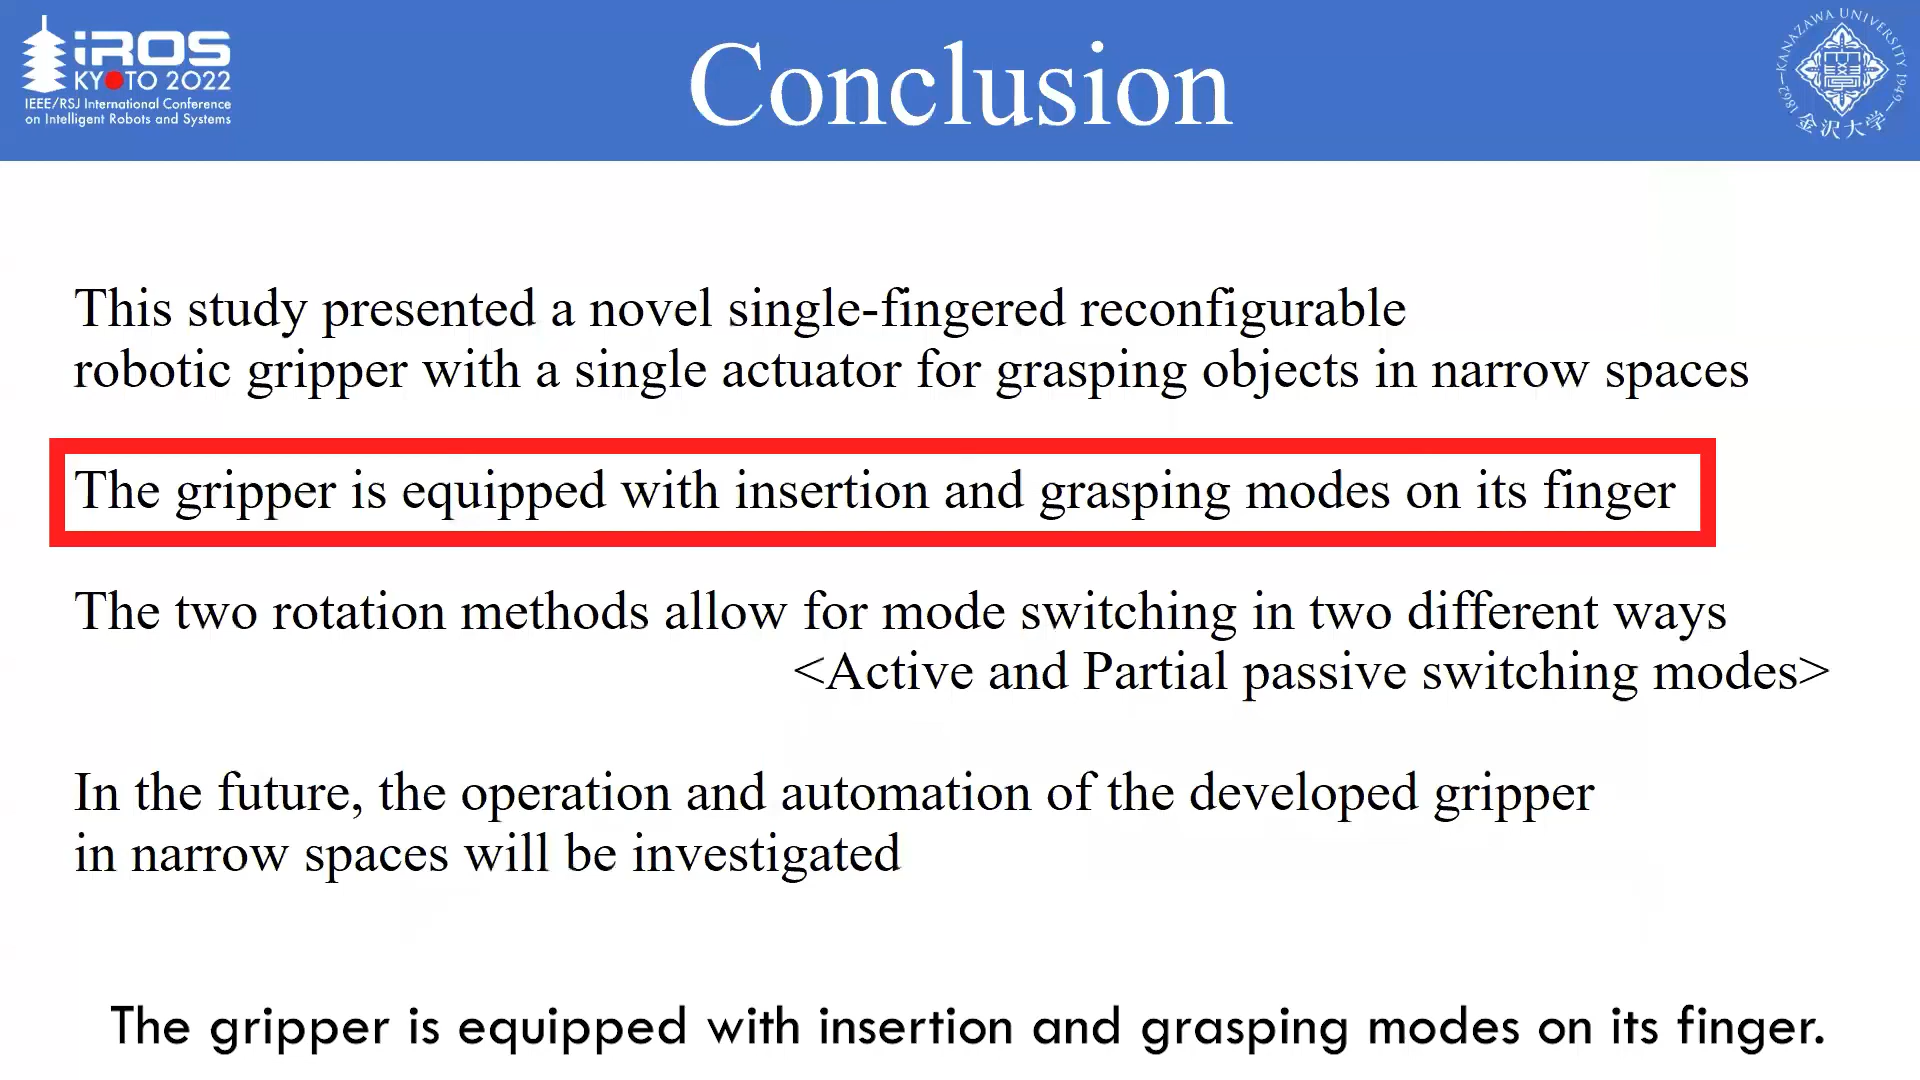 iROS
KYOTO 2022
IEEE/RSJ International Conference
on Intelligent Robots and Systems
Conclusion
1862–KANAZAWA UNIVERSITY 1949–
金沢大学
This study presented a novel single-fingered reconfigurable
robotic gripper with a single actuator for grasping objects in narrow spaces
The gripper is equipped with insertion and grasping modes on its finger
The two rotation methods allow for mode switching in two different ways
<Active and Partial passive switching modes>
In the future, the operation and automation of the developed gripper
in narrow spaces will be investigated
The gripper is equipped with insertion and grasping modes on its finger.